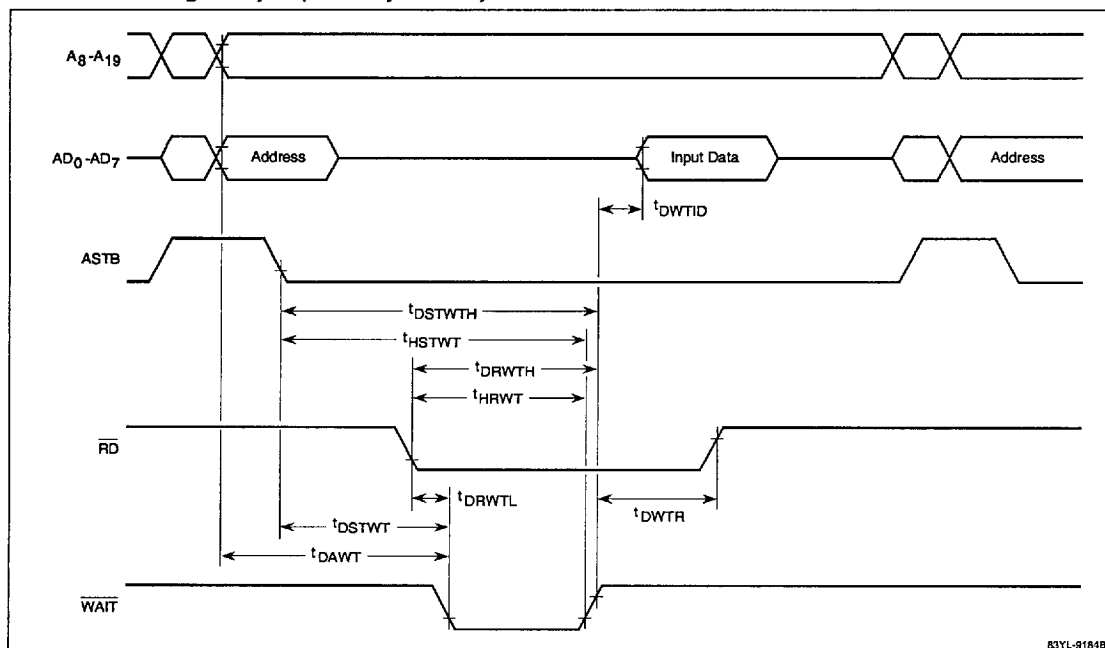 A8-A19
AD0-AD7
Address
Input Data
Address
tDWTID
ASTB
tDSTWTH
tHSTWT
tDRWTH
tHRWT
RD
tDRWTL
tDWTR
tDSTWT
tDAWT
WAIT
83YL-9184B